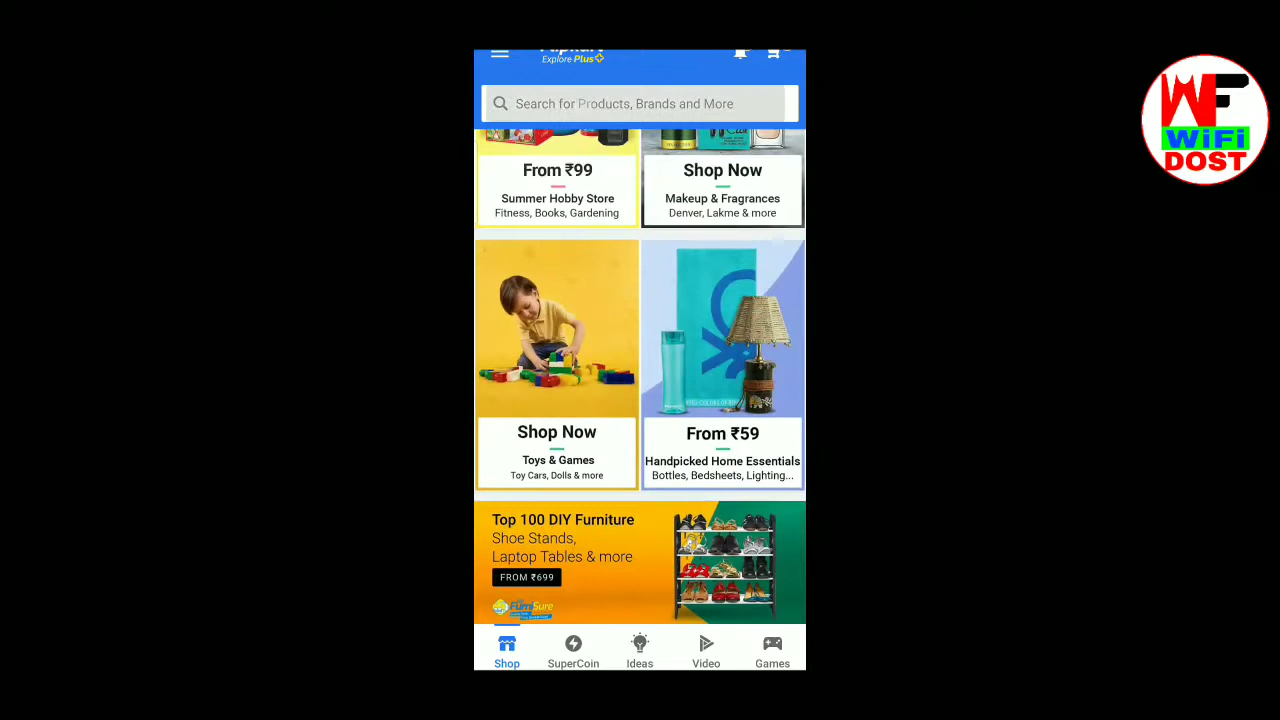 Flipkart
Explore Plus
Search for Products, Brands and More
WF
WiFi
DOST
From ₹99
Summer Hobby Store
Fitness, Books, Gardening
Shop Now
Makeup & Fragrances
Denver, Lakme & more
Shop Now
Toys & Games
Toy Cars, Dolls & more
From ₹59
Handpicked Home Essentials
Bottles, Bedsheets, Lighting...
Top 100 DIY Furniture
Shoe Stands,
Laptop Tables & more
FROM ₹699
FurniSure
Shop
SuperCoin
Ideas
Video
Games